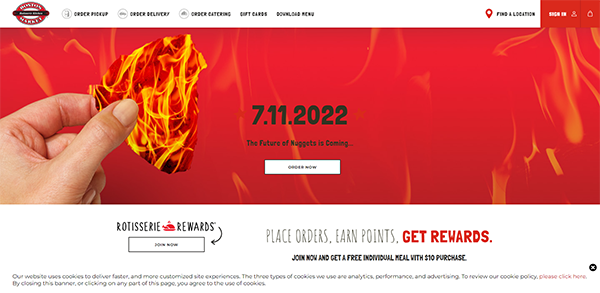 BOSTON
MARKET
ORDER PICKUP
ORDER DELIVERY
ORDER CATERING
GIFT CARDS
DOWNLOAD MENU
FIND A LOCATION
SIGN IN
7.11.2022
The Future of Nuggets is Coming...
ORDER NOW
ROTISSERIE REWARDS
JOIN NOW
PLACE ORDERS, EARN POINTS, GET REWARDS.
JOIN NOW AND GET A FREE INDIVIDUAL MEAL WITH $10 PURCHASE.
Our website uses cookies to deliver faster, and more customized site experiences. The three types of cookies we use are analytics, performance, and advertising. To review our cookie policy, please click here.
By closing this banner, or clicking on any part of this page, you agree to the use of cookies.